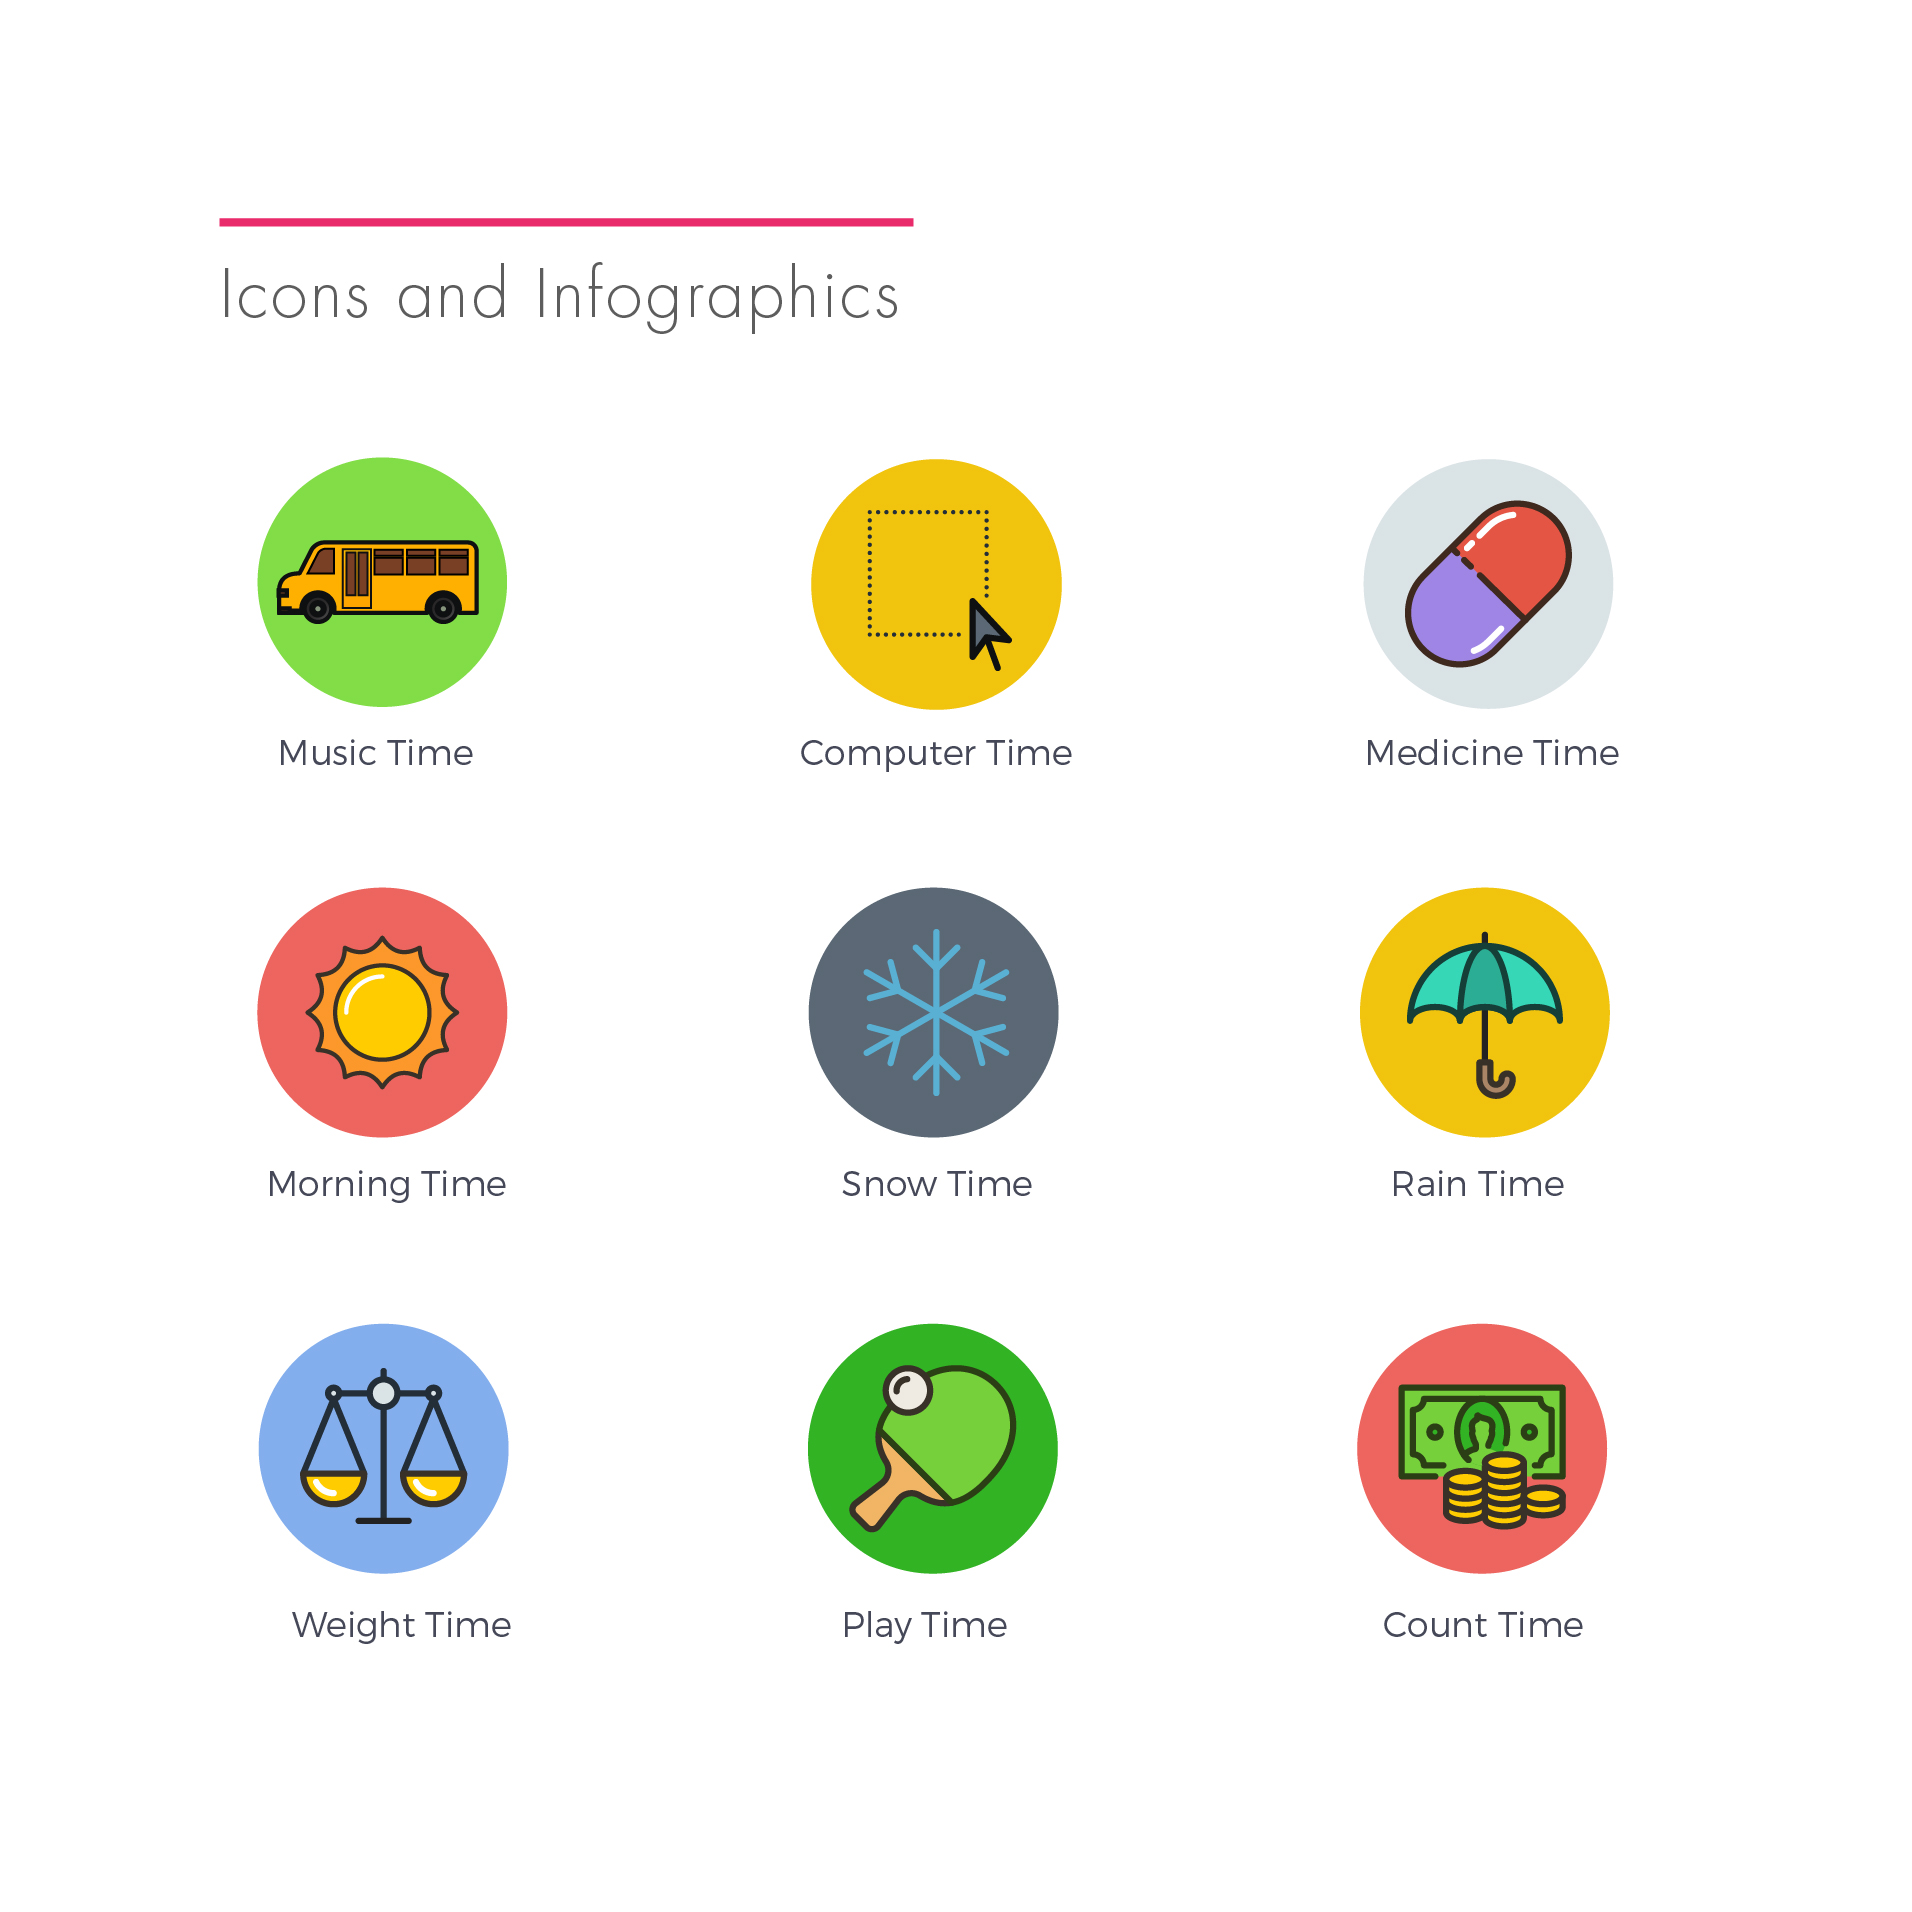 Icons and Infographics
Music Time
Computer Time
Medicine Time
Morning Time
Snow Time
Rain Time
Weight Time
Play Time
Count Time